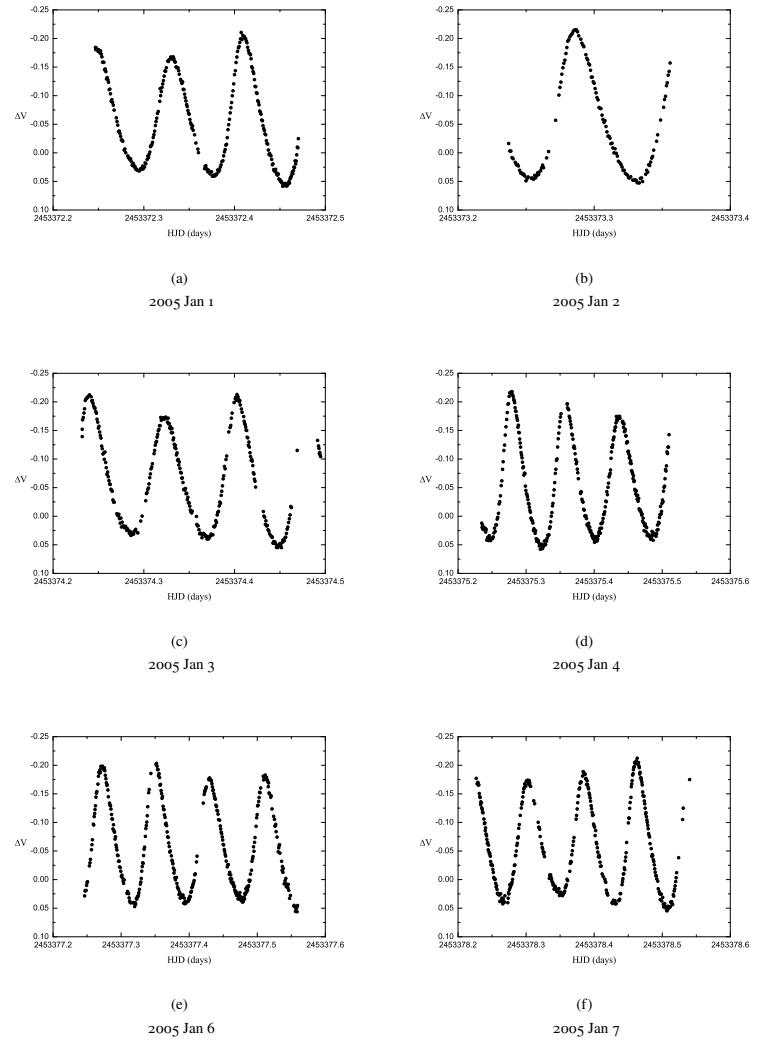 -0.25
-0.20
-0.15
-0.10
ΔV
-0.05
0.00
0.05
0.10
2453372.2 2453372.3 2453372.4 2453372.5
HJD (days)
(a)
2005 Jan 1
-0.25
-0.20
-0.15
-0.10
ΔV
-0.05
0.00
0.05
0.10
2453373.2 2453373.3 2453373.4
HJD (days)
(b)
2005 Jan 2
-0.25
-0.20
-0.15
-0.10
ΔV
-0.05
0.00
0.05
0.10
2453374.2 2453374.3 2453374.4 2453374.5
HJD (days)
(c)
2005 Jan 3
-0.25
-0.20
-0.15
-0.10
ΔV
-0.05
0.00
0.05
0.10
2453375.2 2453375.3 2453375.4 2453375.5 2453375.6
HJD (days)
(d)
2005 Jan 4
-0.25
-0.20
-0.15
-0.10
ΔV
-0.05
0.00
0.05
0.10
2453377.2 2453377.3 2453377.4 2453377.5 2453377.6
HJD (days)
(e)
2005 Jan 6
-0.25
-0.20
-0.15
-0.10
ΔV
-0.05
0.00
0.05
0.10
2453378.2 2453378.3 2453378.4 2453378.5 2453378.6
HJD (days)
(f)
2005 Jan 7